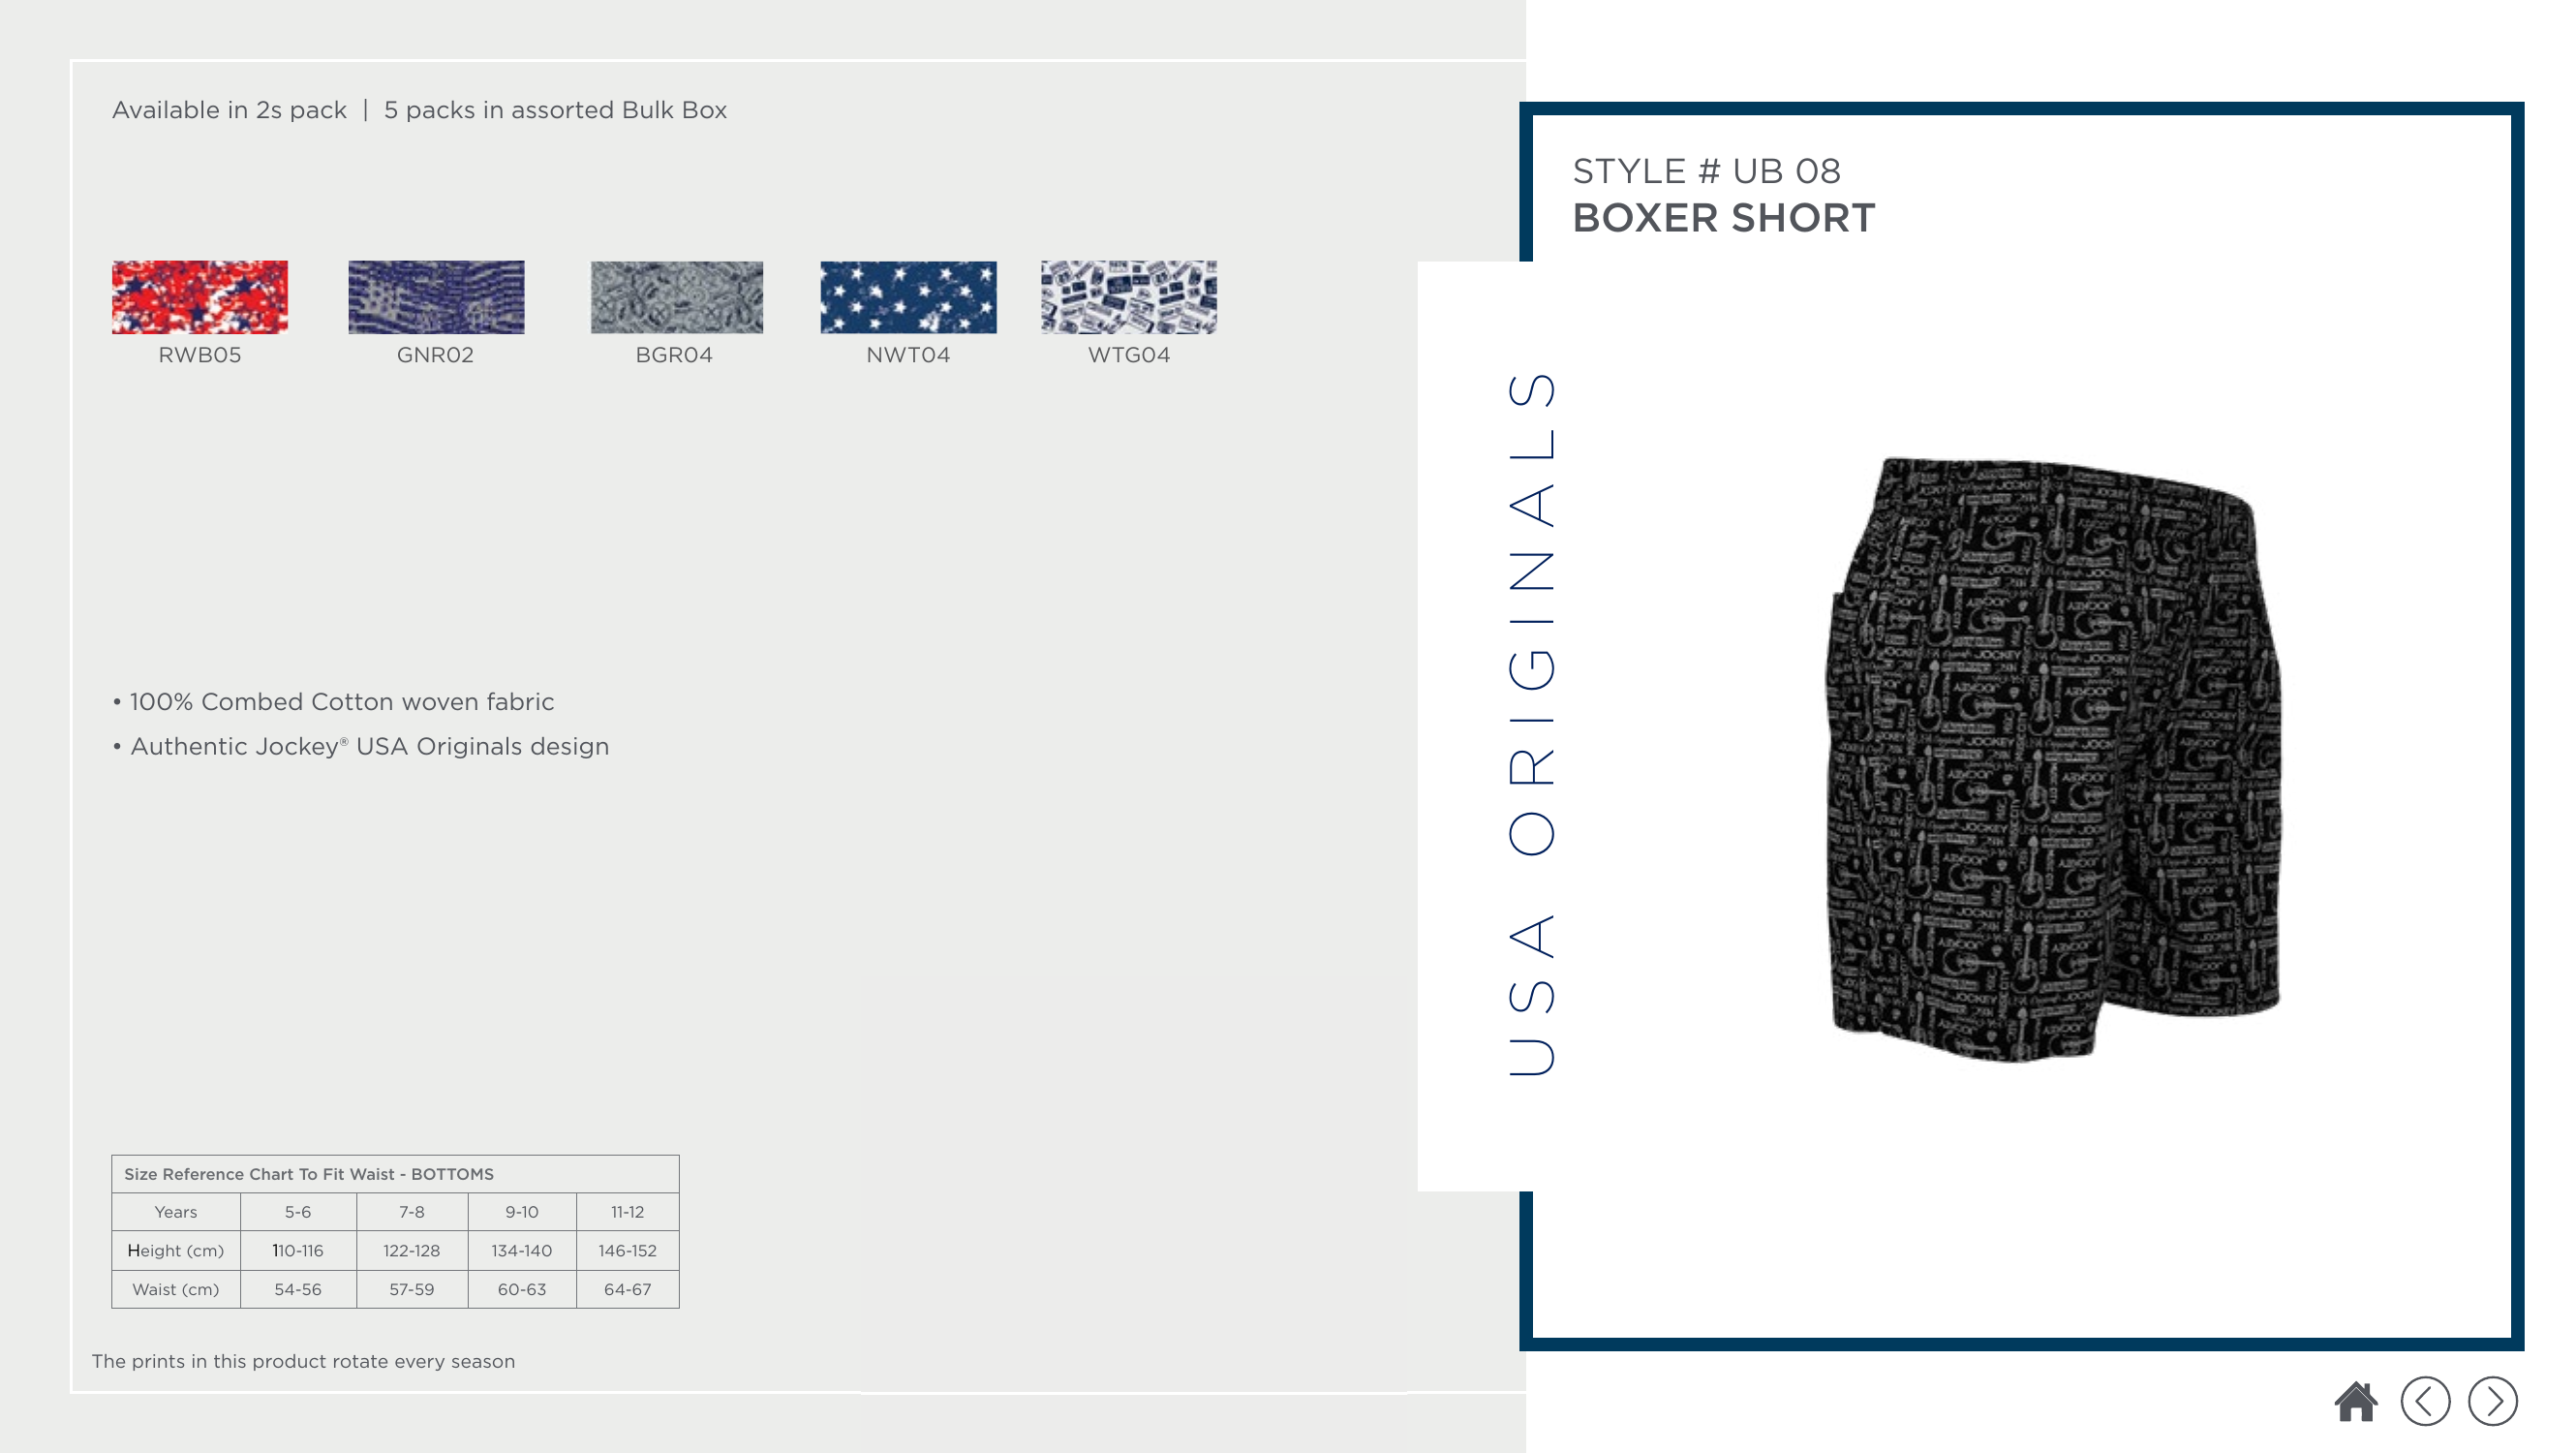 Available in 2s pack | 5 packs in assorted Bulk Box
RWB05 GNR02 BGR04 NWT04 WTG04
• 100% Combed Cotton woven fabric
• Authentic Jockey® USA Originals design
Size Reference Chart To Fit Waist - BOTTOMS
Years 5-6 7-8 9-10 11-12
Height (cm) 110-116 122-128 134-140 146-152
Waist (cm) 54-56 57-59 60-63 64-67
The prints in this product rotate every season
STYLE # UB 08
BOXER SHORT
USA ORIGINALS
JOCKEY